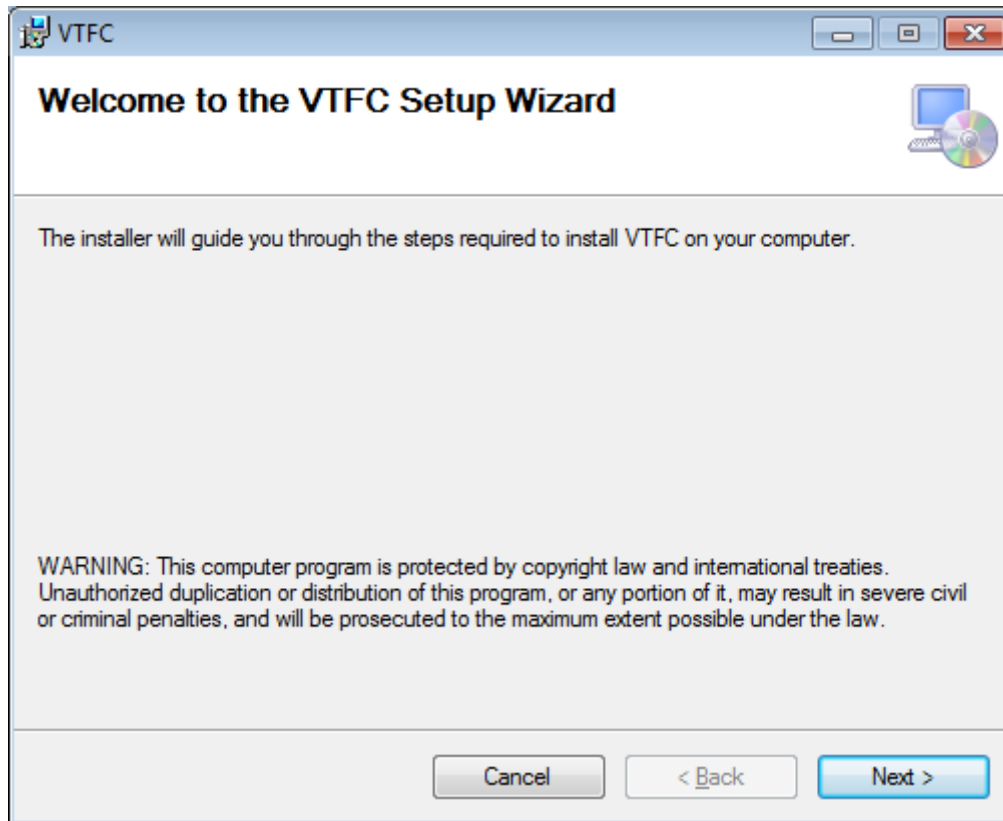 VTFC
Welcome to the VTFC Setup Wizard
The installer will guide you through the steps required to install VTFC on your computer.
WARNING: This computer program is protected by copyright law and international treaties.
Unauthorized duplication or distribution of this program, or any portion of it, may result in severe civil
or criminal penalties, and will be prosecuted to the maximum extent possible under the law.
Cancel
< Back
Next >